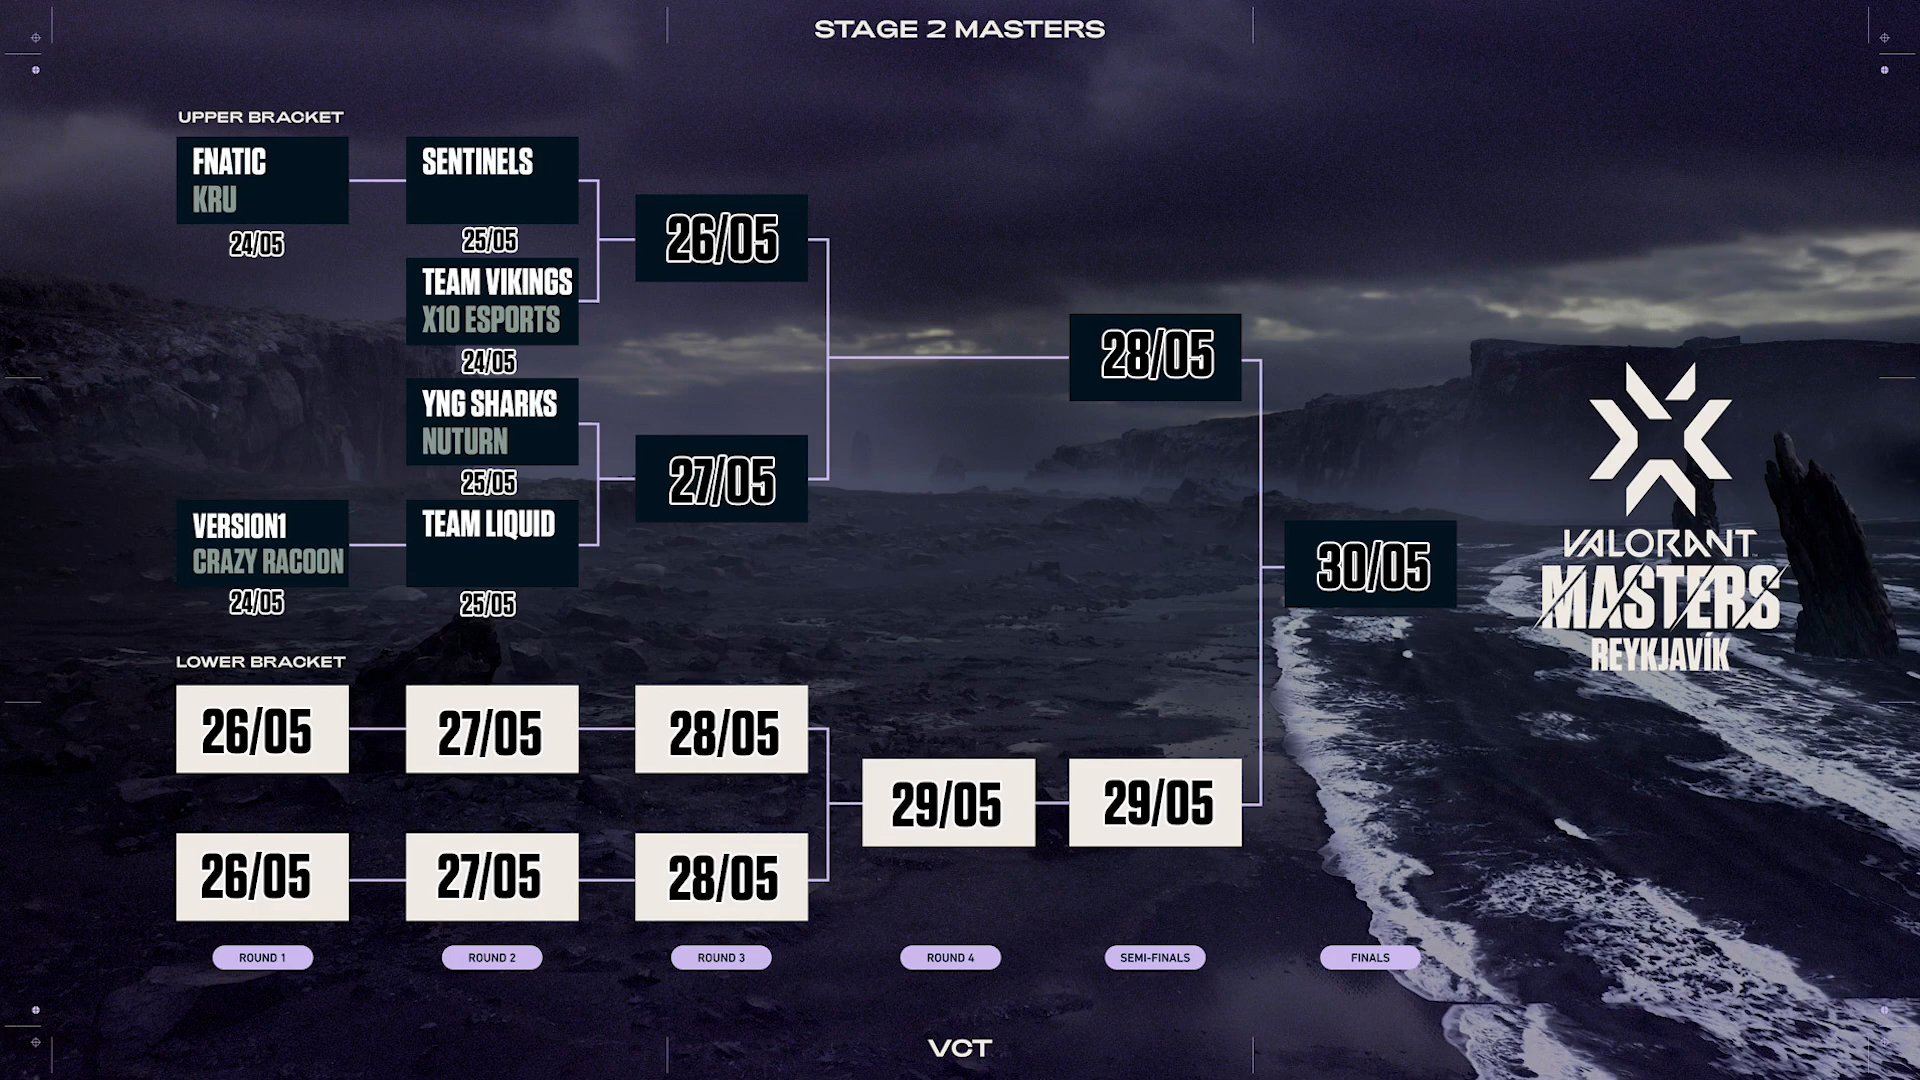 STAGE 2 MASTERS
UPPER BRACKET
FNATIC
KRU
24/05
SENTINELS
25/05
TEAM VIKINGS
X10 ESPORTS
24/05
YNG SHARKS
NUTURN
25/05
VERSION1
CRAZY RACOON
24/05
TEAM LIQUID
25/05
26/05
27/05
28/05
30/05
VALORANT
MASTERS
REYKJAVÍK
LOWER BRACKET
26/05
27/05
28/05
29/05
29/05
26/05
27/05
28/05
ROUND 1
ROUND 2
ROUND 3
ROUND 4
SEMI-FINALS
FINALS
VCT